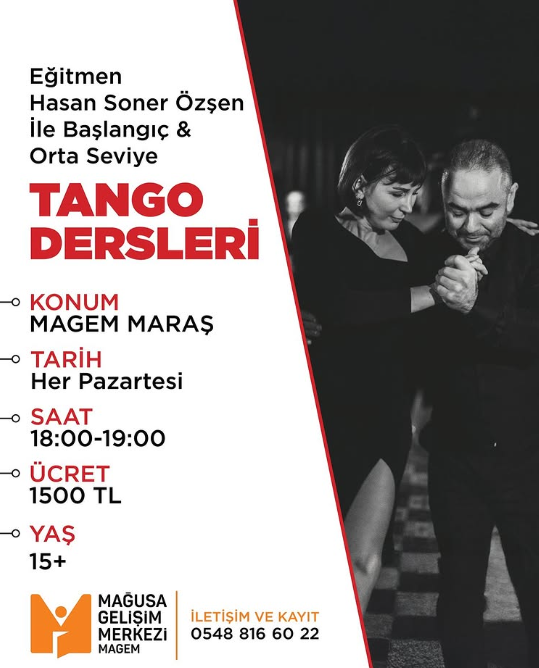 Eğitmen
Hasan Soner Özşen
İle Başlangıç &
Orta Seviye
TANGO
DERSLERİ
KONUM
MAGEM MARAŞ
TARİH
Her Pazartesi
SAAT
18:00-19:00
ÜCRET
1500 TL
YAŞ
15+
MAĞUSA
GELİŞİM
MERKEZİ
MAGEM
İLETİŞİM VE KAYIT
0548 816 60 22